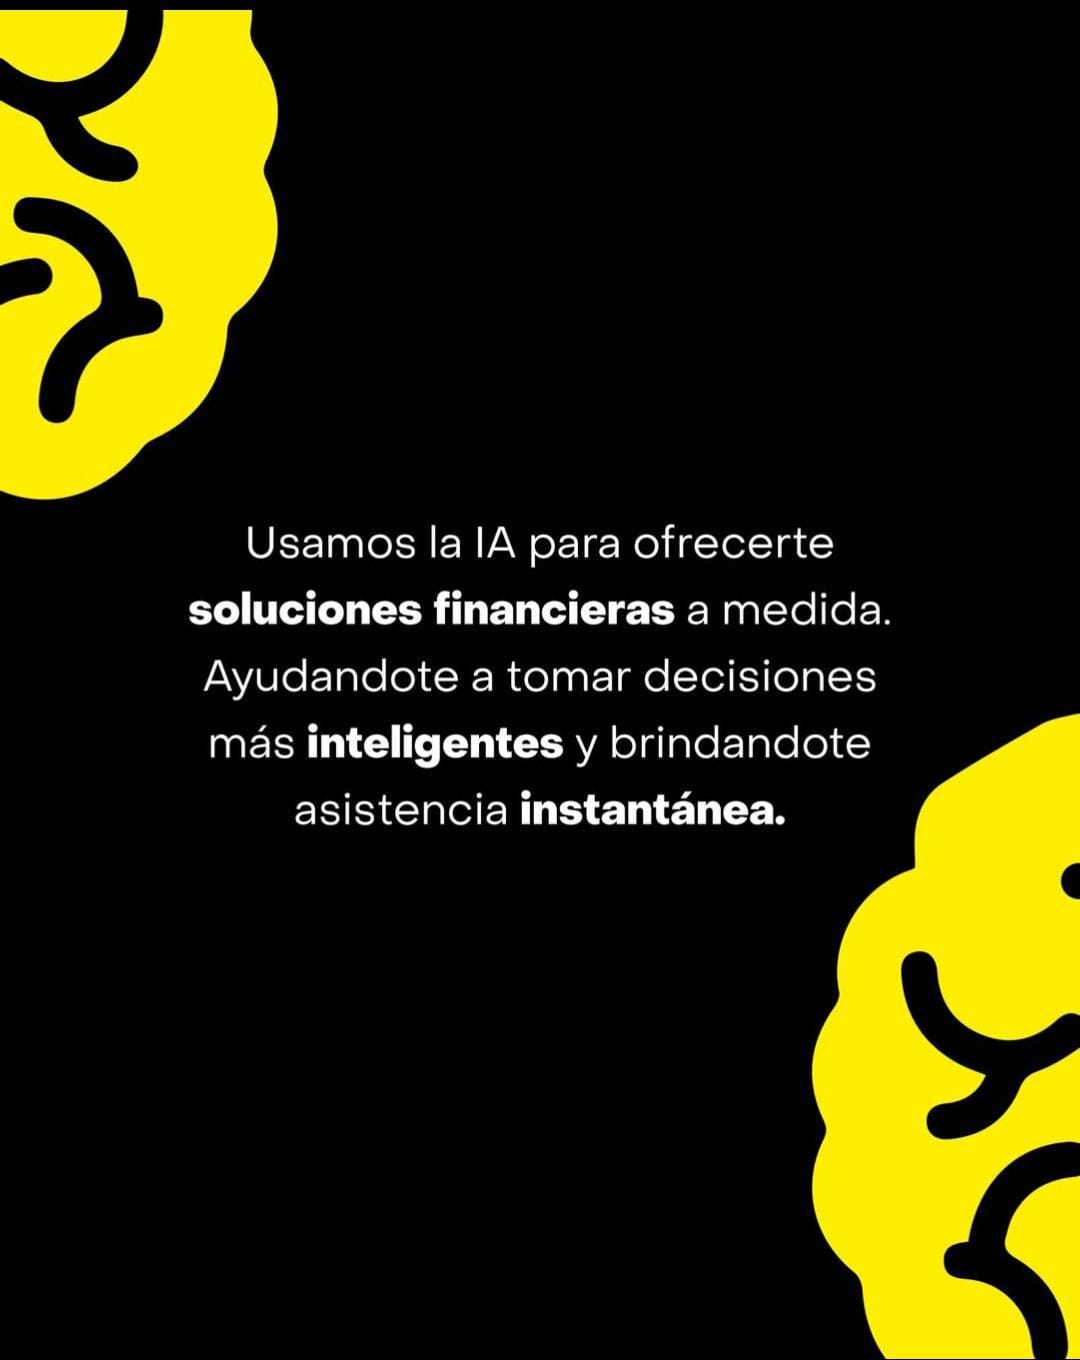 Usamos la IA para ofrecerte
soluciones financieras a medida.
Ayudandote a tomar decisiones
más inteligentes y brindandote
asistencia instantánea.